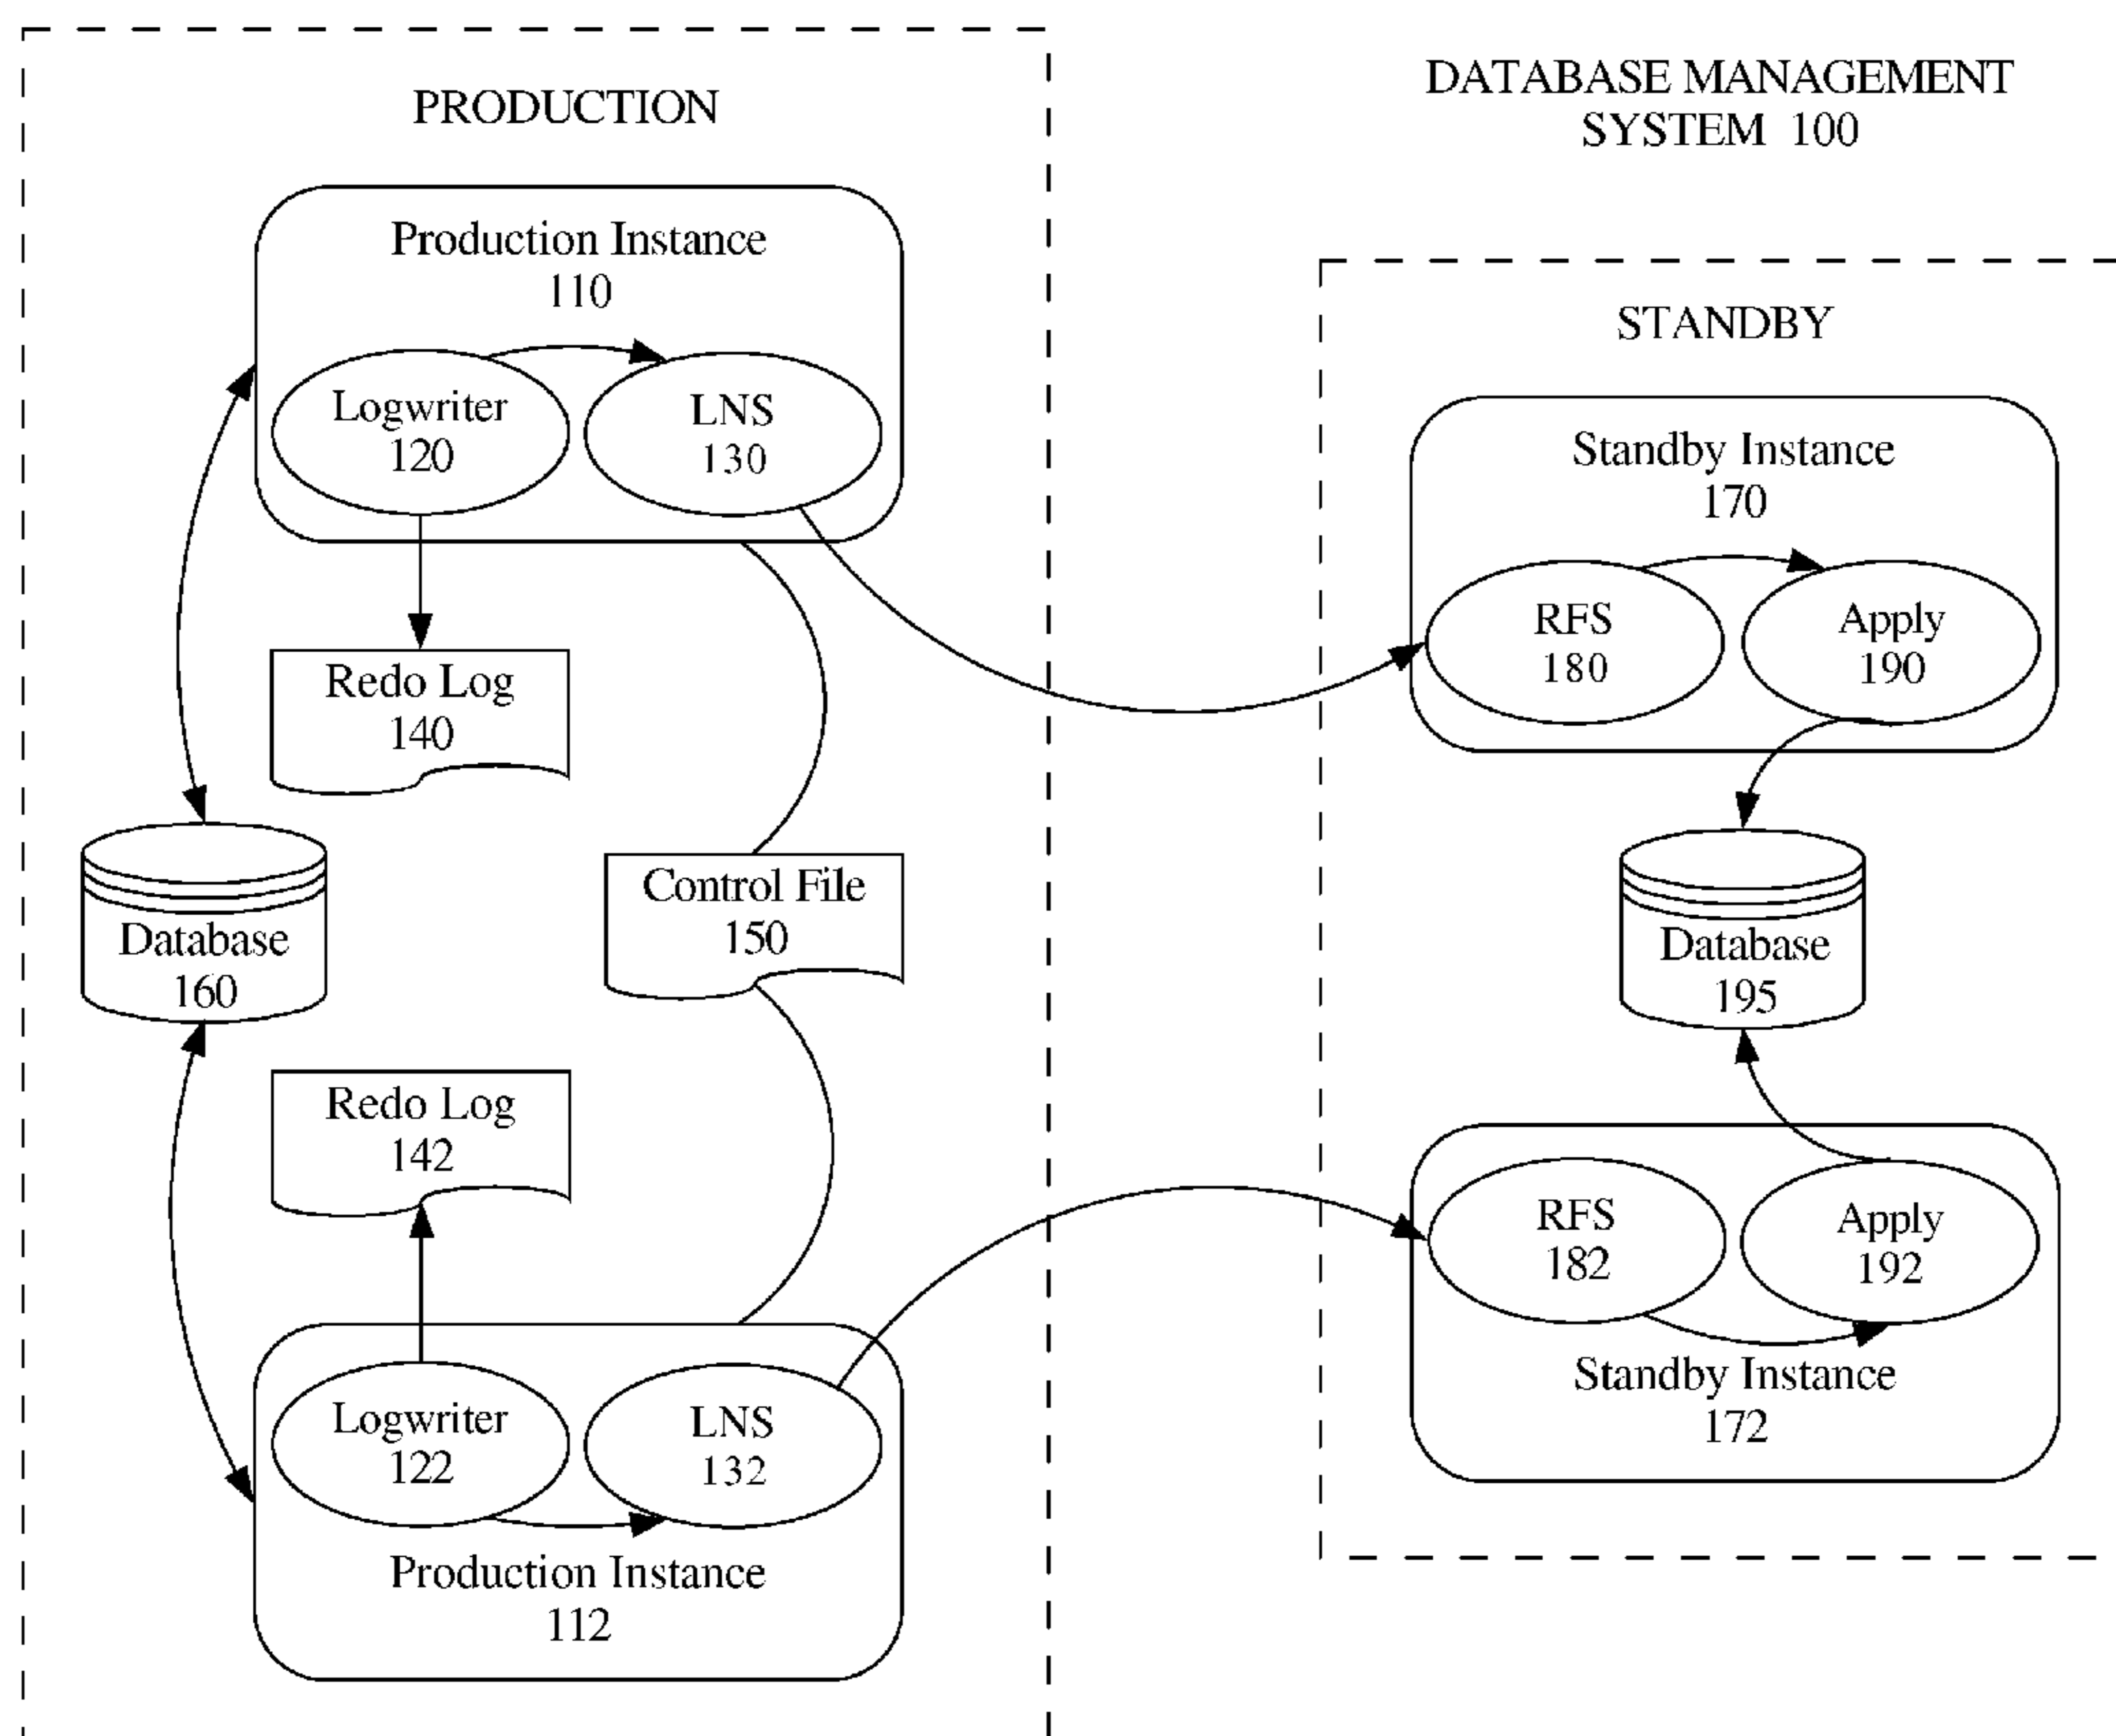 PRODUCTION
DATABASE MANAGEMENT
SYSTEM 100
Production Instance
110
Logwriter
120
LNS
130
Redo Log
140
Control File
150
Database
160
Redo Log
142
Logwriter
122
LNS
132
Production Instance
112
STANDBY
Standby Instance
170
RFS
180
Apply
190
Database
195
RFS
182
Apply
192
Standby Instance
172